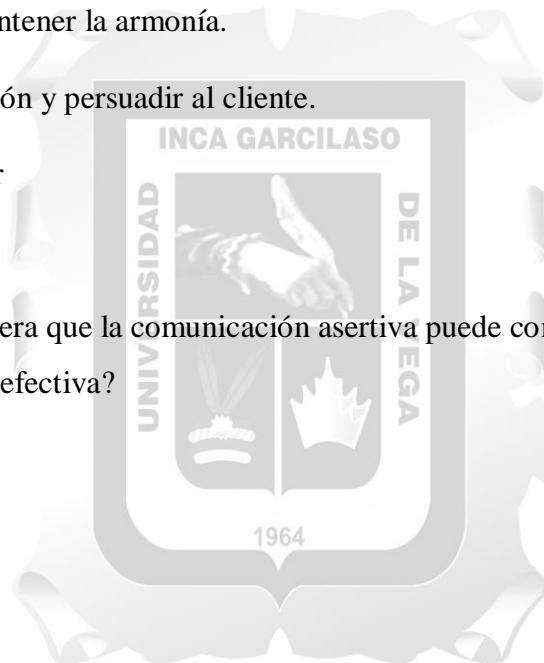 ntener la armonía.
ón y persuadir al cliente.
INCA GARCILASO
r
UNIVERSIDAD
DE LA VEGA
era que la comunicación asertiva puede con
efectiva?
1964